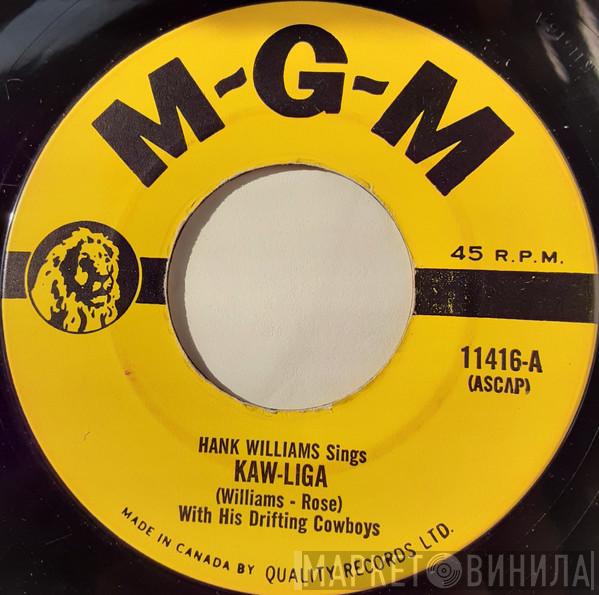 M-G-M
45 R.P.M.
11416-A
(ASCAP)
HANK WILLIAMS Sings
KAW-LIGA
(Williams - Rose)
With His Drifting Cowboys
MADE IN CANADA BY QUALITY RECORDS LTD.
МАРКЕТ ВИНИЛА